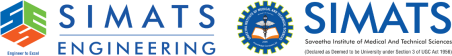 SIMATS
ENGINEERING
Engineer to Excel
SIMATS
Saveetha Institute of Medical And Technical Sciences
(Declared as Deemed to be University under Section 3 of UGC Act 1956)